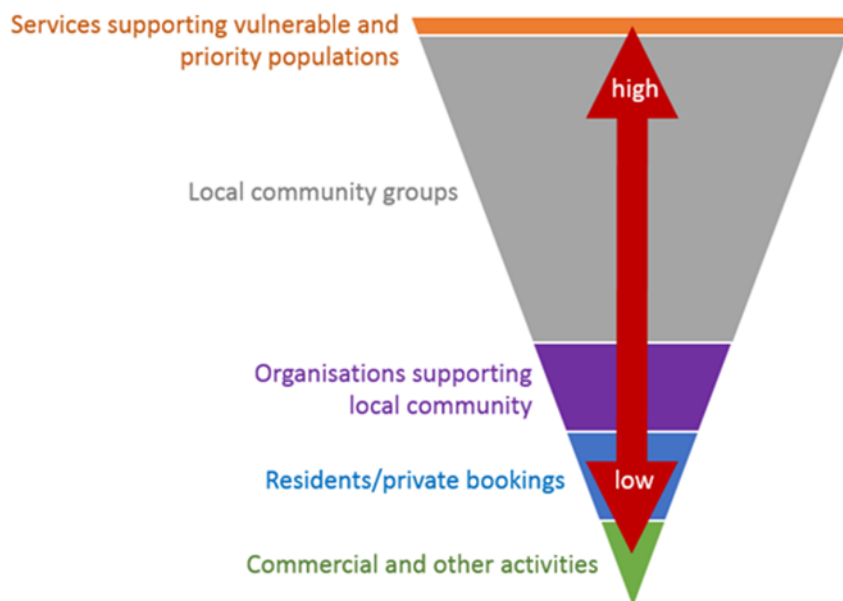 Services supporting vulnerable and
priority populations
high
Local community groups
Organisations supporting
local community
Residents/private bookings
low
Commercial and other activities